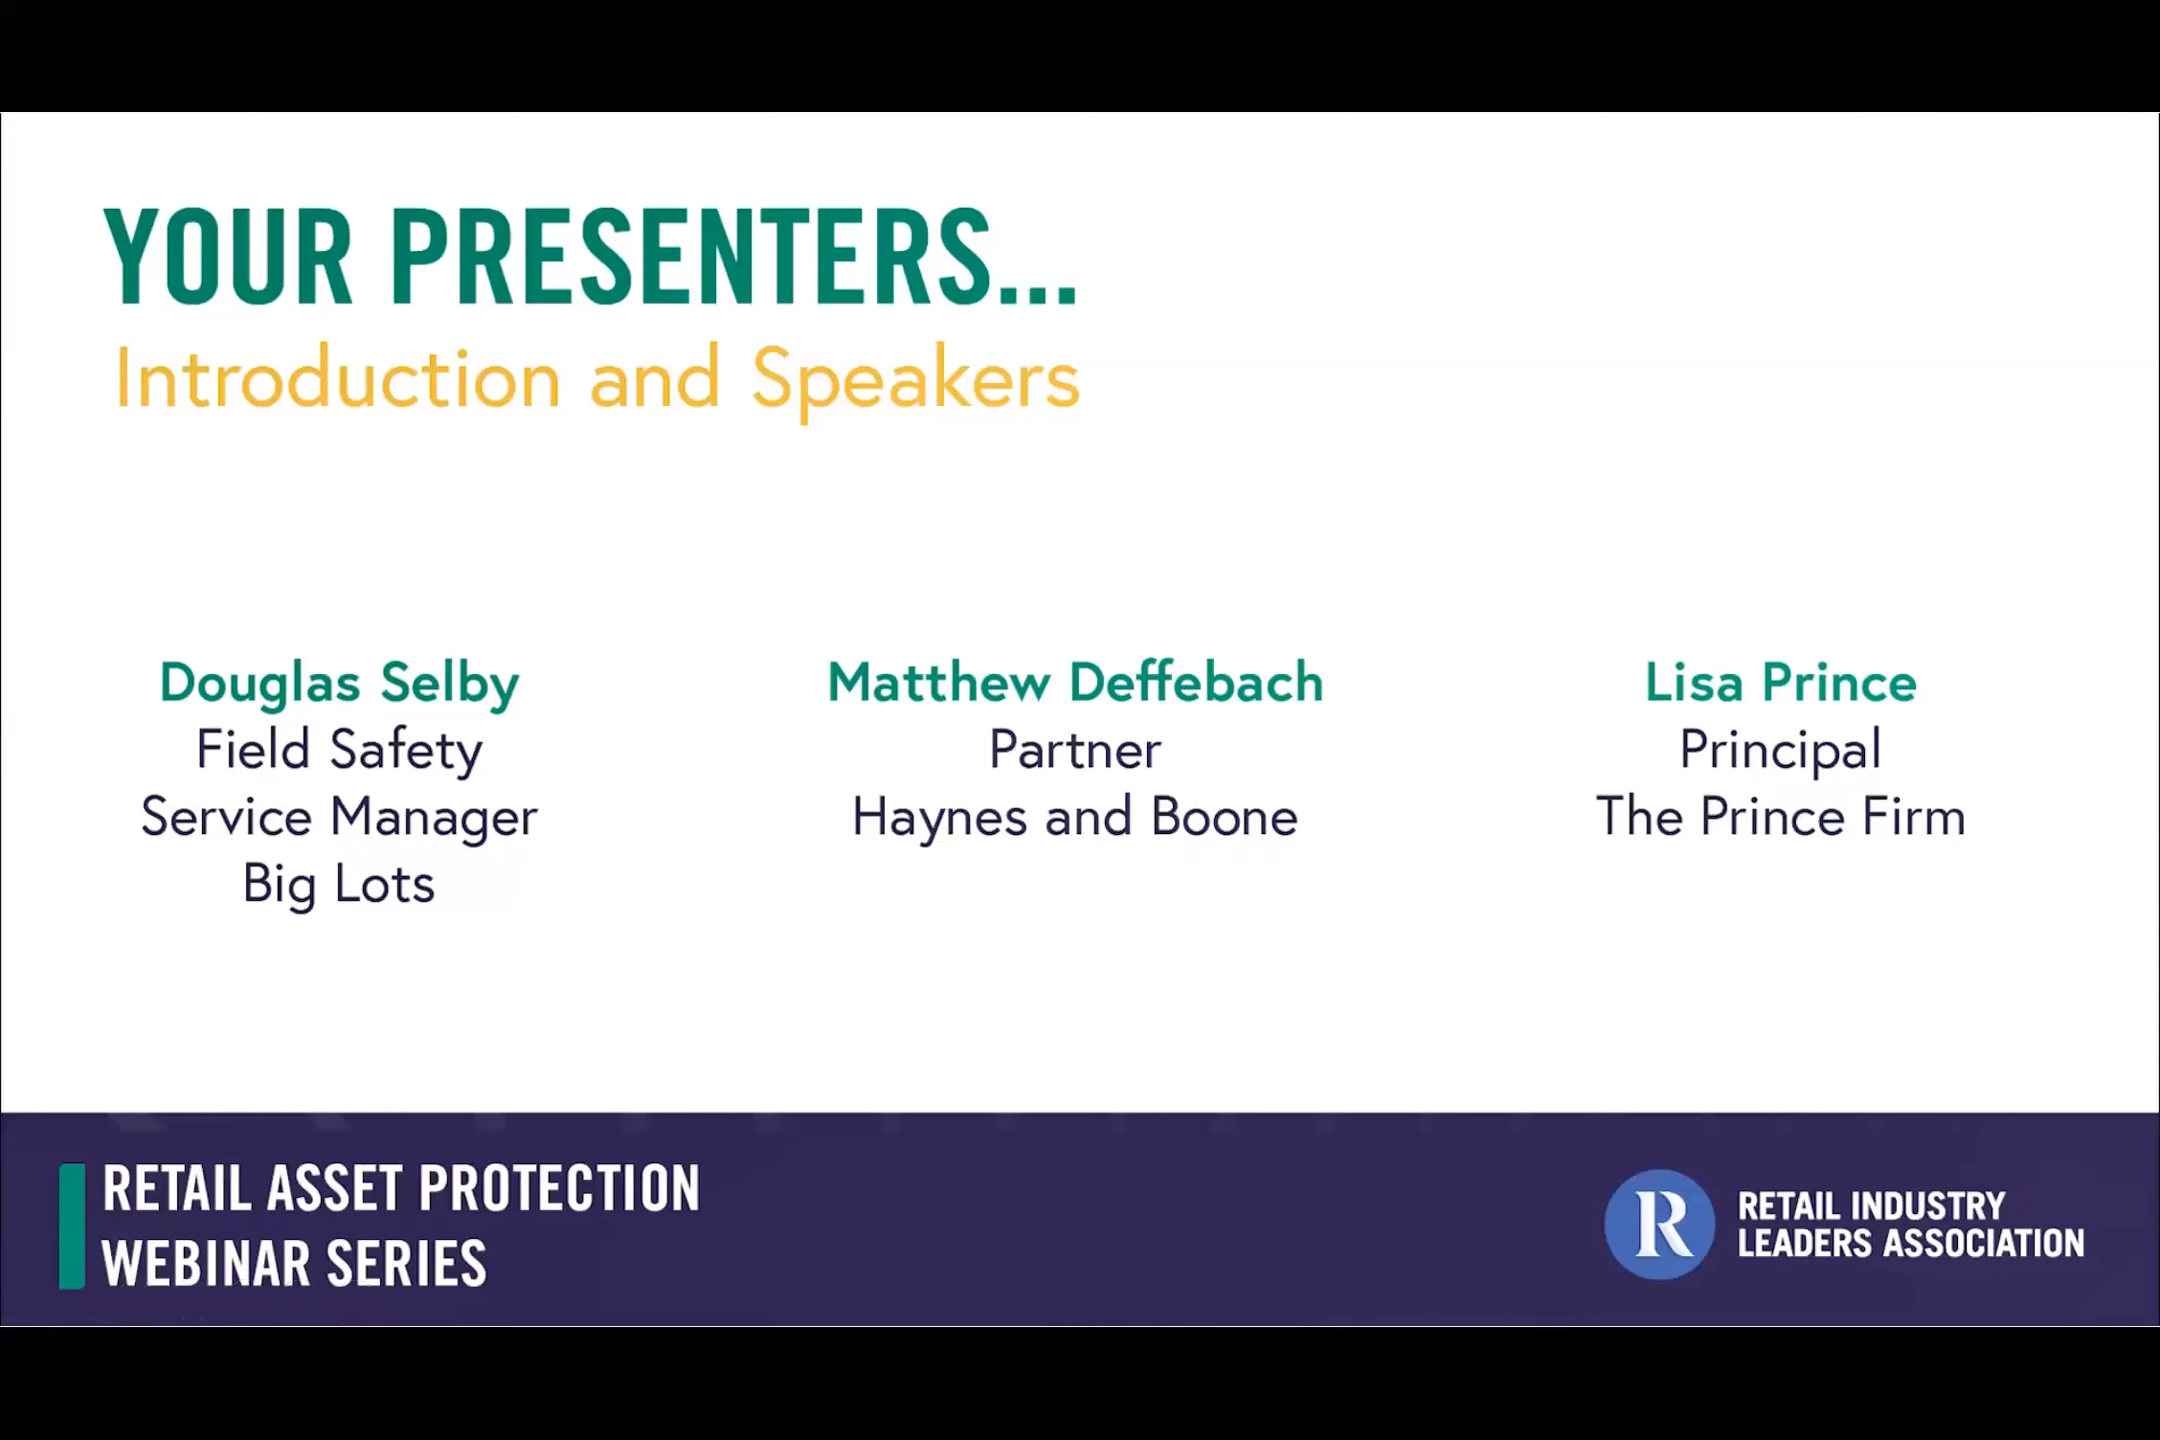 YOUR PRESENTERS...
Introduction and Speakers
Douglas Selby
Field Safety
Service Manager
Big Lots
Matthew Deffebach
Partner
Haynes and Boone
Lisa Prince
Principal
The Prince Firm
RETAIL ASSET PROTECTION
WEBINAR SERIES
R
RETAIL INDUSTRY
LEADERS ASSOCIATION